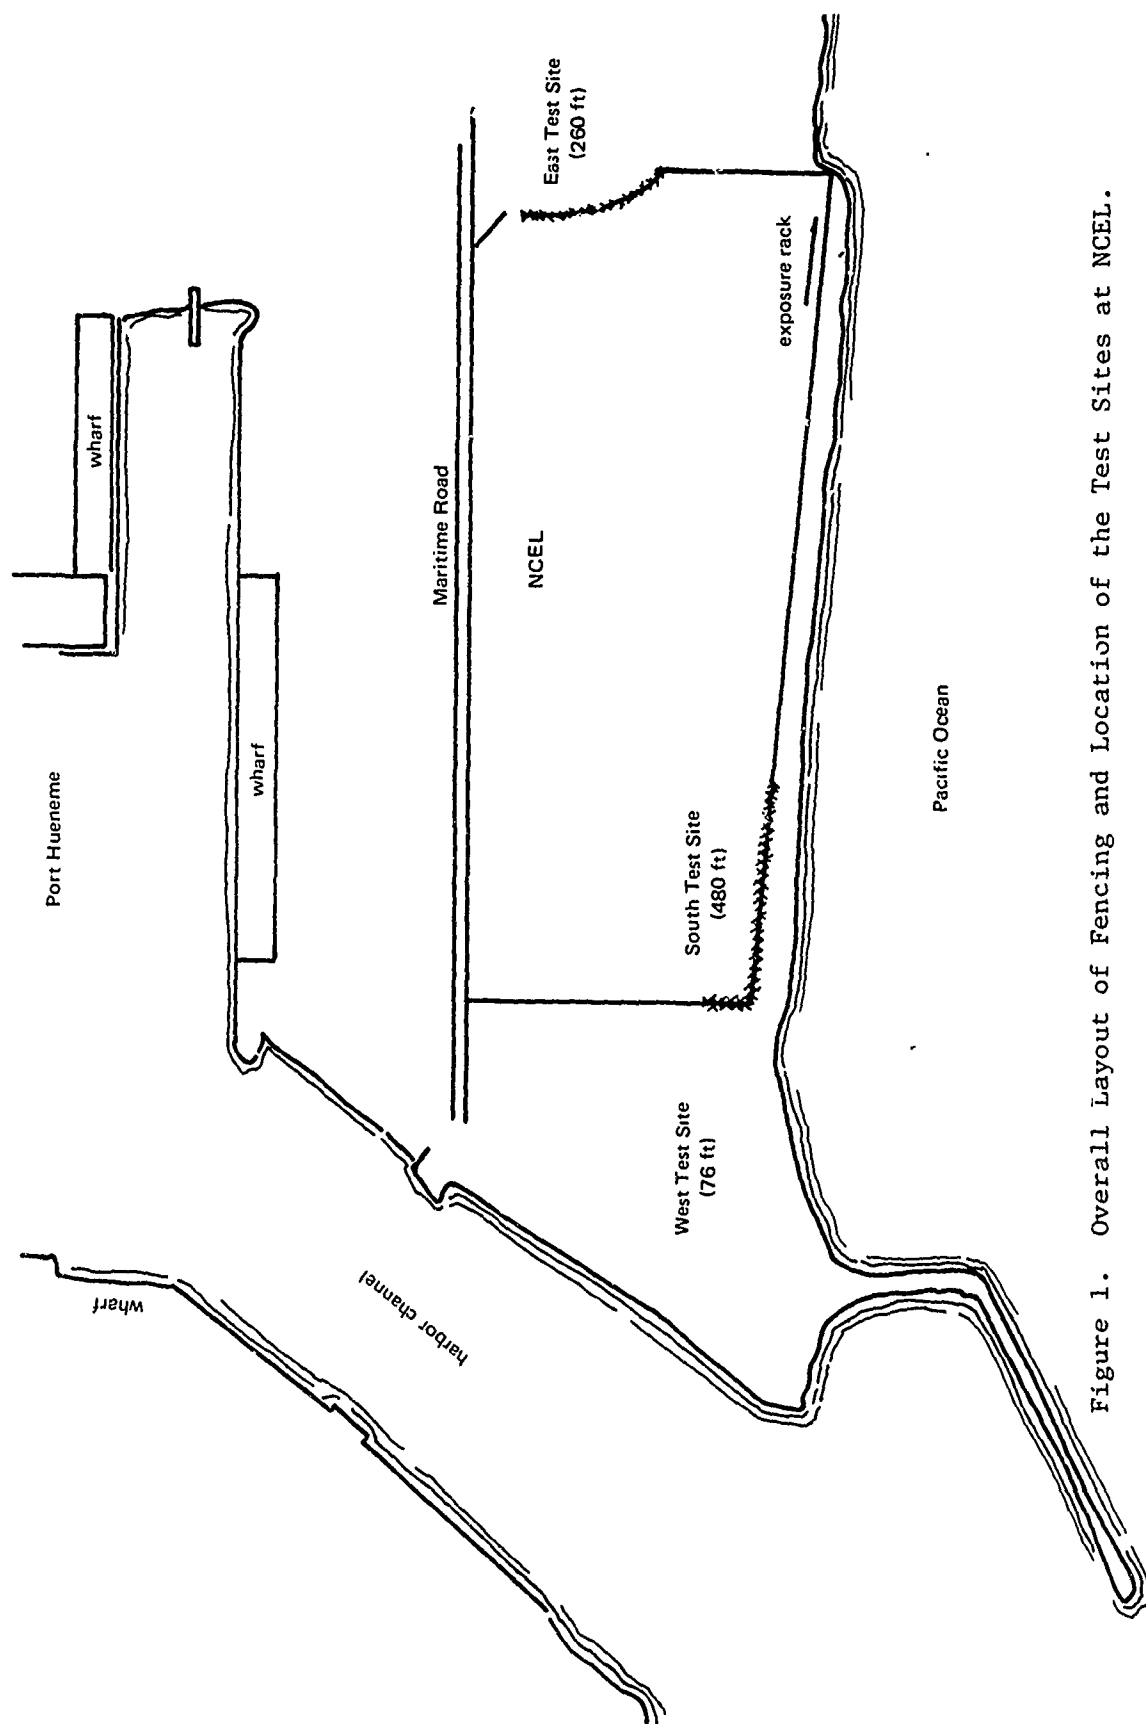 Port Hueneme
wharf
wharf
wharf
harbor channel
Maritime Road
NCEL
East Test Site
(260 ft)
South Test Site
(480 ft)
West Test Site
(76 ft)
exposure rack
Pacific Ocean
Figure 1. Overall Layout of Fencing and Location of the Test Sites at NCEL.